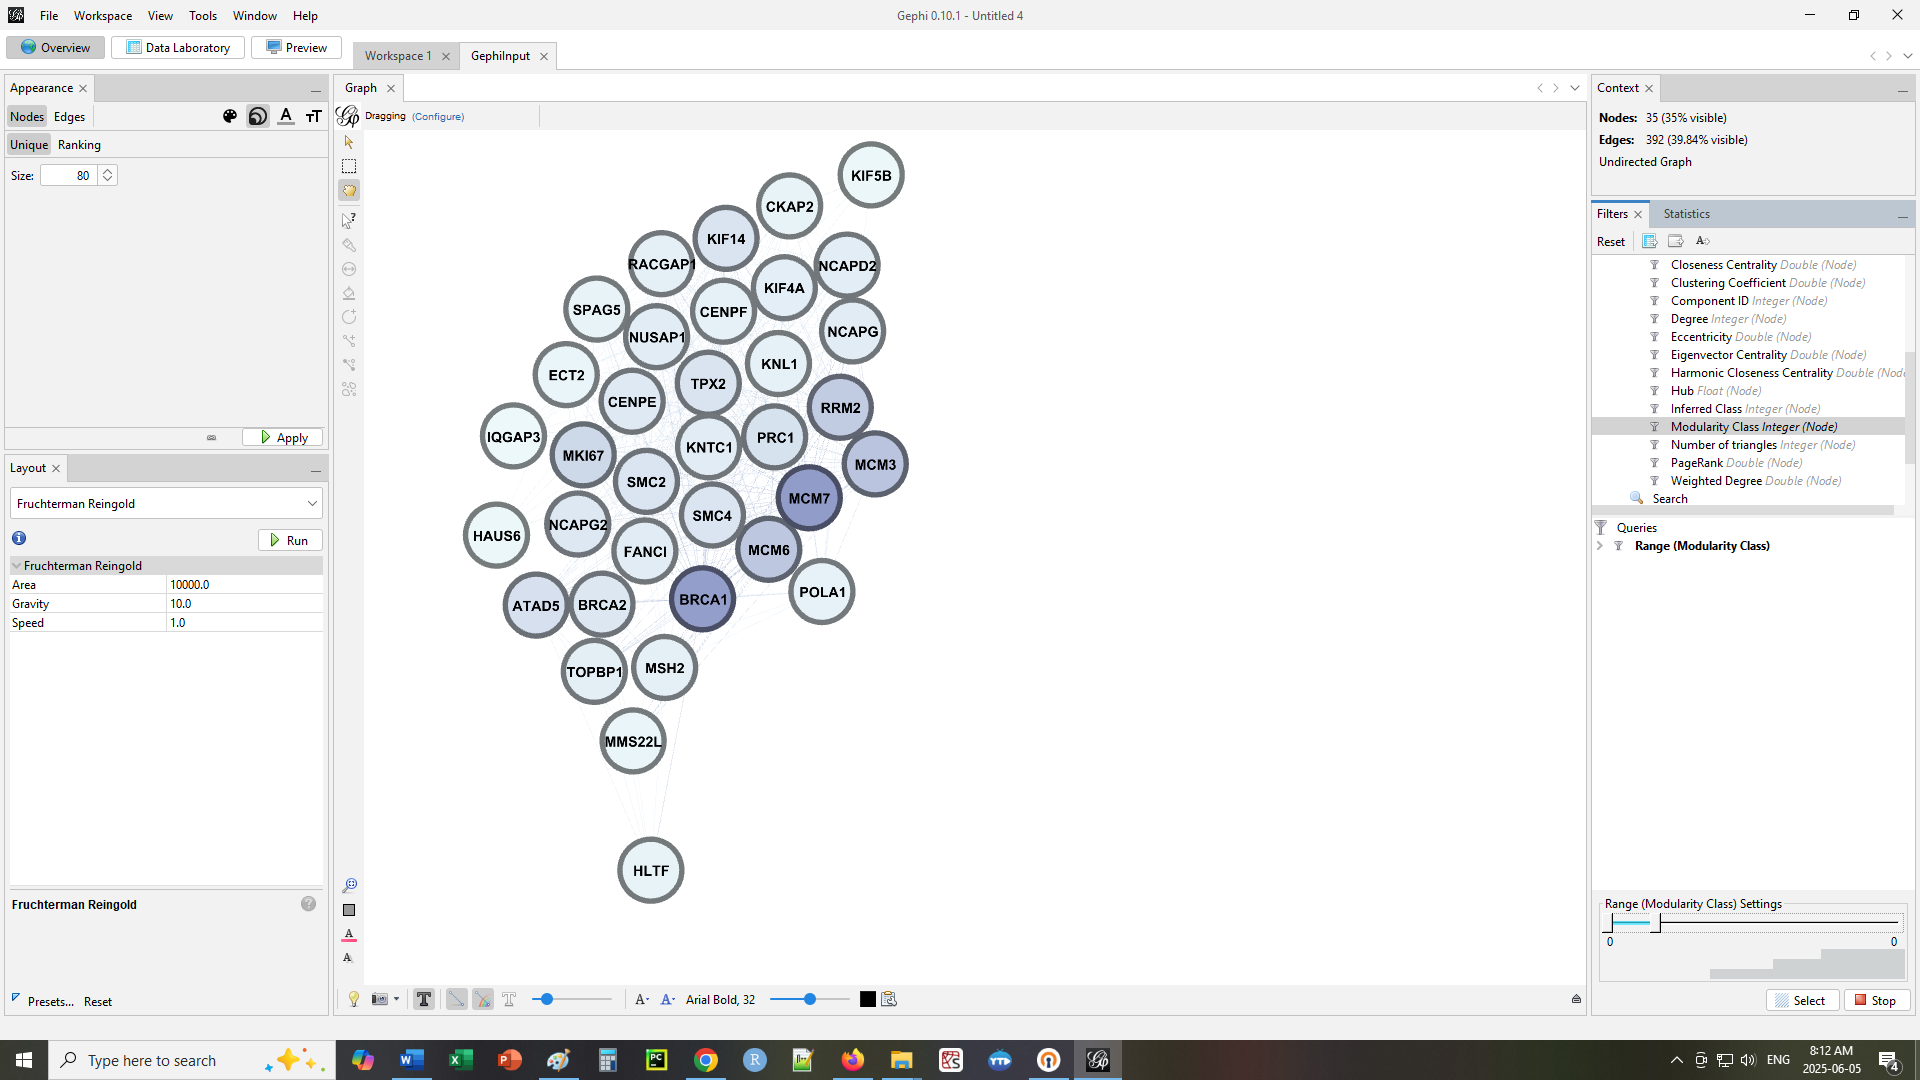 File Workspace View Tools Window Help
Gephi 0.10.1 - Untitled 4
Overview Data Laboratory Preview
Workspace 1 GephiInput
Appearance
Nodes Edges
Unique Ranking
Size: 80
Apply
Layout
Fruchterman Reingold
Run
Fruchterman Reingold
Area 10000.0
Gravity 10.0
Speed 1.0
Fruchterman Reingold
Presets... Reset
Graph
Dragging (Configure)
KIF5B
CKAP2
KIF14
RACGAP1
NCAPD2
KIF4A
SPAG5
CENPF
NUSAP1
NCAPG
KNL1
ECT2
TPX2
CENPE
RRM2
IQGAP3
PRC1
KNTC1
MKI67
MCM3
SMC2
MCM7
SMC4
NCAPG2
HAUS6
MCM6
FANCI
POLA1
BRCA1
BRCA2
ATAD5
MSH2
TOPBP1
MMS22L
HLTF
T T A- A- Arial Bold, 32
Context
Nodes: 35 (35% visible)
Edges: 392 (39.84% visible)
Undirected Graph
Filters Statistics
Reset
Closeness Centrality Double (Node)
Clustering Coefficient Double (Node)
Component ID Integer (Node)
Degree Integer (Node)
Eccentricity Double (Node)
Eigenvector Centrality Double (Node)
Harmonic Closeness Centrality Double (Node
Hub Float (Node)
Inferred Class Integer (Node)
Modularity Class Integer (Node)
Number of triangles Integer (Node)
PageRank Double (Node)
Weighted Degree Double (Node)
Search
Queries
Range (Modularity Class)
Range (Modularity Class) Settings
0 0
Select Stop
Type here to search
ENG
8:12 AM
2025-06-05
4